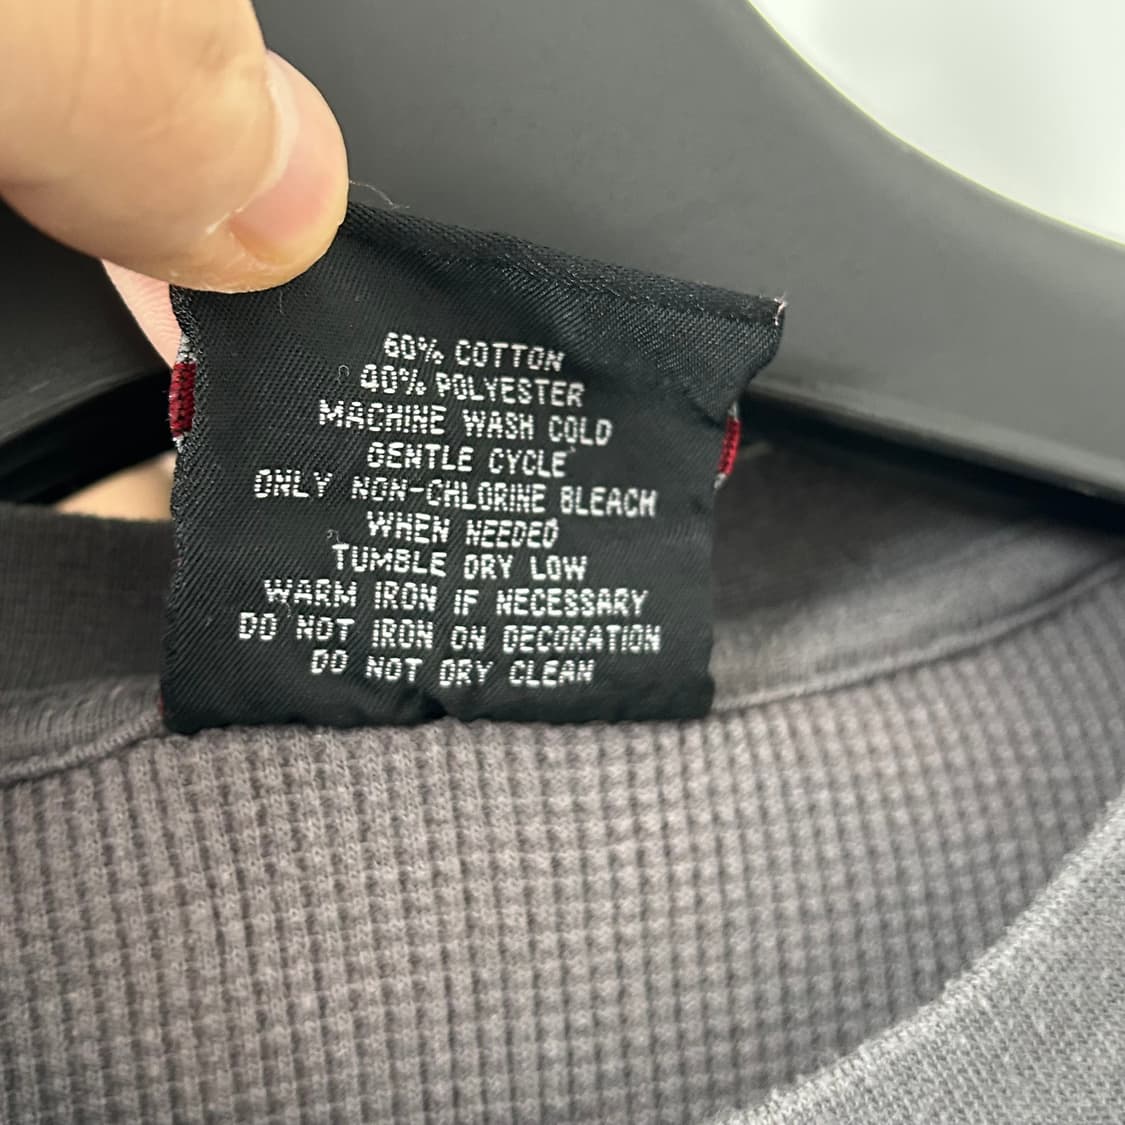 60% COTTON
40% POLYESTER
MACHINE WASH COLD
GENTLE CYCLE
ONLY NON-CHLORINE BLEACH
WHEN NEEDED
TUMBLE DRY LOW
WARM IRON IF NECESSARY
DO NOT IRON ON DECORATION
DO NOT DRY CLEAN